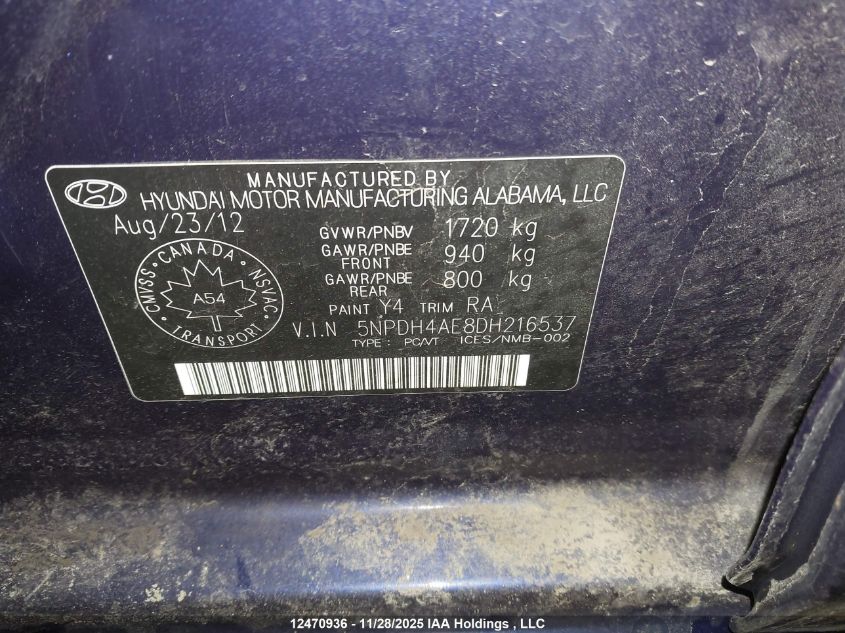 MANUFACTURED BY
HYUNDAI MOTOR MANUFACTURING ALABAMA, LLC
Aug/23/12
GVWR/PNBV 1720 kg
GAWR/PNBE FRONT 940 kg
GAWR/PNBE REAR 800 kg
PAINT Y4 TRIM RA
V.I.N 5NPDH4AE8DH216537
TYPE: PC/VT ICES/NMB-002
CANADA
CMVSS
NSVAC
A54
TRANSPORT
12470936 - 11/28/2025 IAA Holdings , LLC